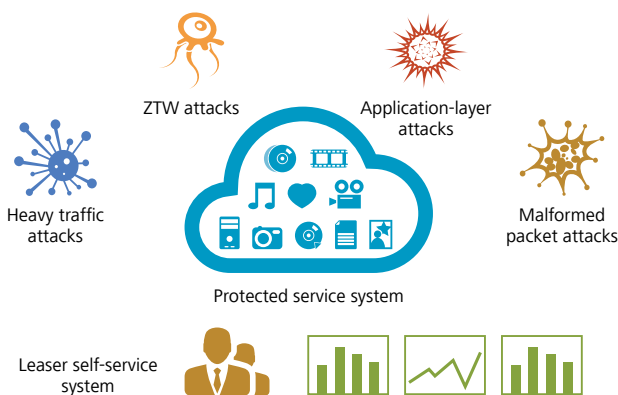 ZTW attacks
Application-layer
attacks
Heavy traffic
attacks
Malformed
packet attacks
Protected service system
Leaser self-service
system